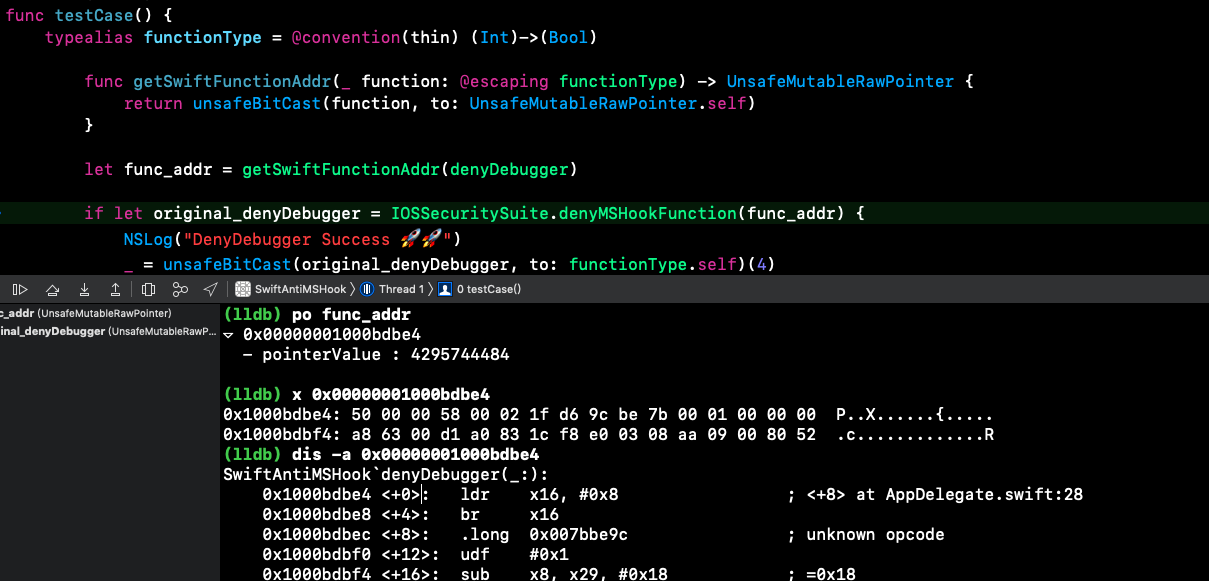 func testCase() {
typealias functionType = @convention(thin) (Int)->(Bool)
func getSwiftFunctionAddr(_ function: @escaping functionType) -> UnsafeMutableRawPointer {
return unsafeBitCast(function, to: UnsafeMutableRawPointer.self)
}
let func_addr = getSwiftFunctionAddr(denyDebugger)
if let original_denyDebugger = IOSSecuritySuite.denyMSHookFunction(func_addr) {
NSLog("DenyDebugger Success 🚀🚀")
_ = unsafeBitCast(original_denyDebugger, to: functionType.self)(4)
SwiftAntiMSHook 〉 Thread 1 〉 0 testCase()
c_addr (UnsafeMutableRawPointer)
inal_denyDebugger (UnsafeMutableRawP...
(lldb) po func_addr
▿ 0x00000001000bdbe4
- pointerValue : 4295744484
(lldb) x 0x00000001000bdbe4
0x1000bdbe4: 50 00 00 58 00 02 1f d6 9c be 7b 00 01 00 00 00  P..X......{.....
0x1000bdbf4: a8 63 00 d1 a0 83 1c f8 e0 03 08 aa 09 00 80 52  .c.............R
(lldb) dis -a 0x00000001000bdbe4
SwiftAntiMSHook`denyDebugger(_:):
0x1000bdbe4 <+0>: ldr x16, #0x8 ; <+8> at AppDelegate.swift:28
0x1000bdbe8 <+4>: br x16
0x1000bdbec <+8>: .long 0x007bbe9c ; unknown opcode
0x1000bdbf0 <+12>: udf #0x1
0x1000bdbf4 <+16>: sub x8, x29, #0x18 ; =0x18